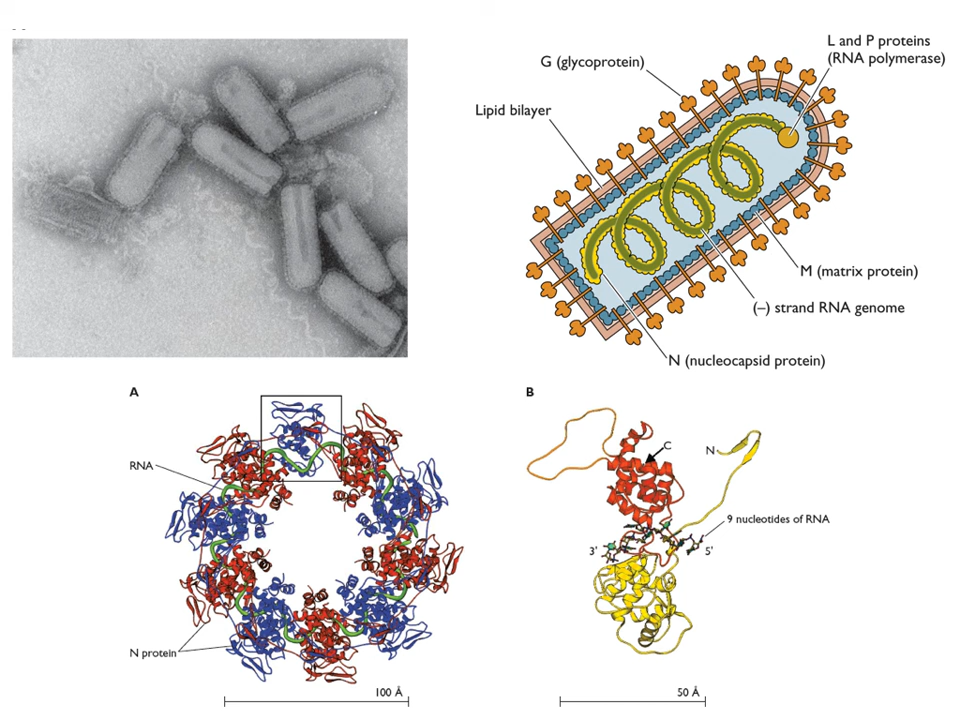 L and P proteins
(RNA polymerase)
G (glycoprotein)
Lipid bilayer
M (matrix protein)
(–) strand RNA genome
N (nucleocapsid protein)
A
RNA
N protein
100 Å
B
C
N
9 nucleotides of RNA
3'
5'
50 Å